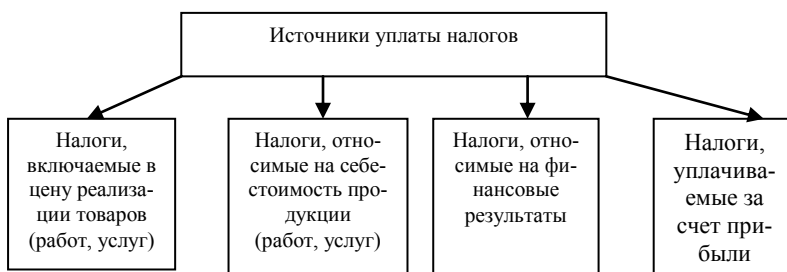 Источники уплаты налогов
Налоги,
включаемые в
цену реализа-
ции товаров
(работ, услуг)
Налоги, отно-
симые на себе-
стоимость про-
дукции
(работ, услуг)
Налоги, отно-
симые на фи-
нансовые
результаты
Налоги,
уплачива-
емые за
счет при-
были